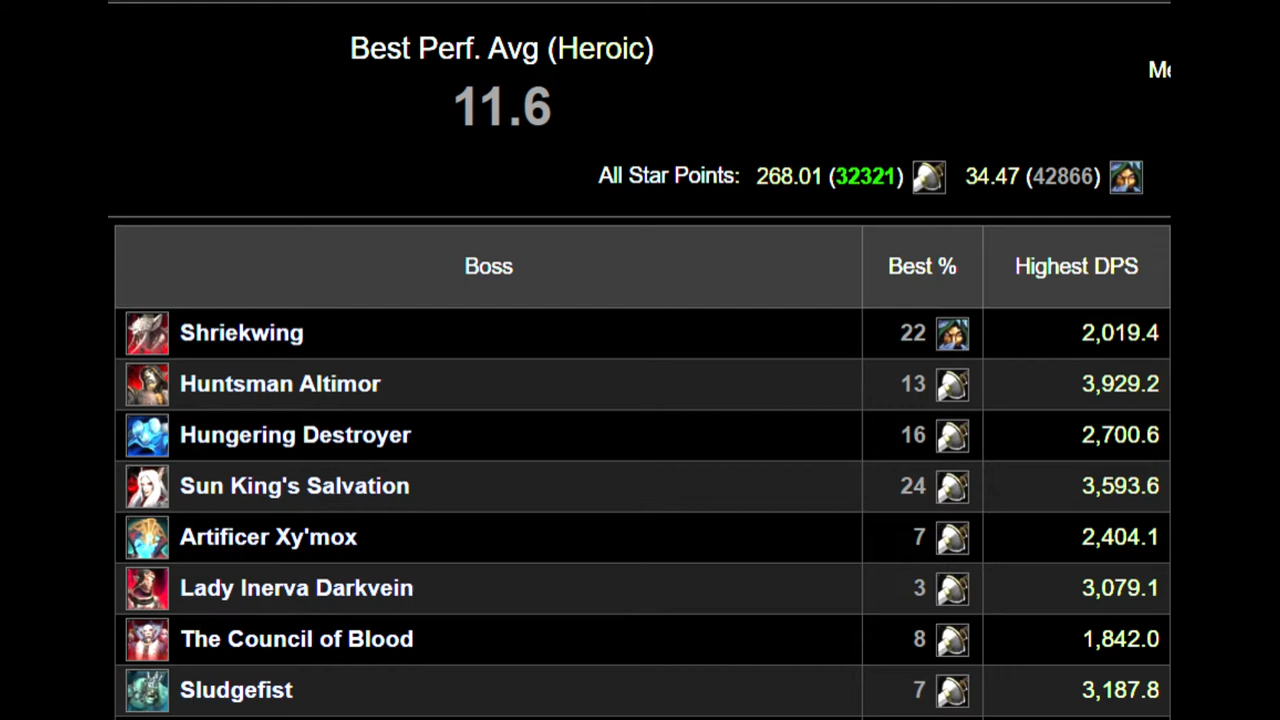 Best Perf. Avg (Heroic)
11.6
Me
All Star Points: 268.01 (32321) 34.47 (42866)
Boss Best % Highest DPS
Shriekwing 22 2,019.4
Huntsman Altimor 13 3,929.2
Hungering Destroyer 16 2,700.6
Sun King's Salvation 24 3,593.6
Artificer Xy'mox 7 2,404.1
Lady Inerva Darkvein 3 3,079.1
The Council of Blood 8 1,842.0
Sludgefist 7 3,187.8